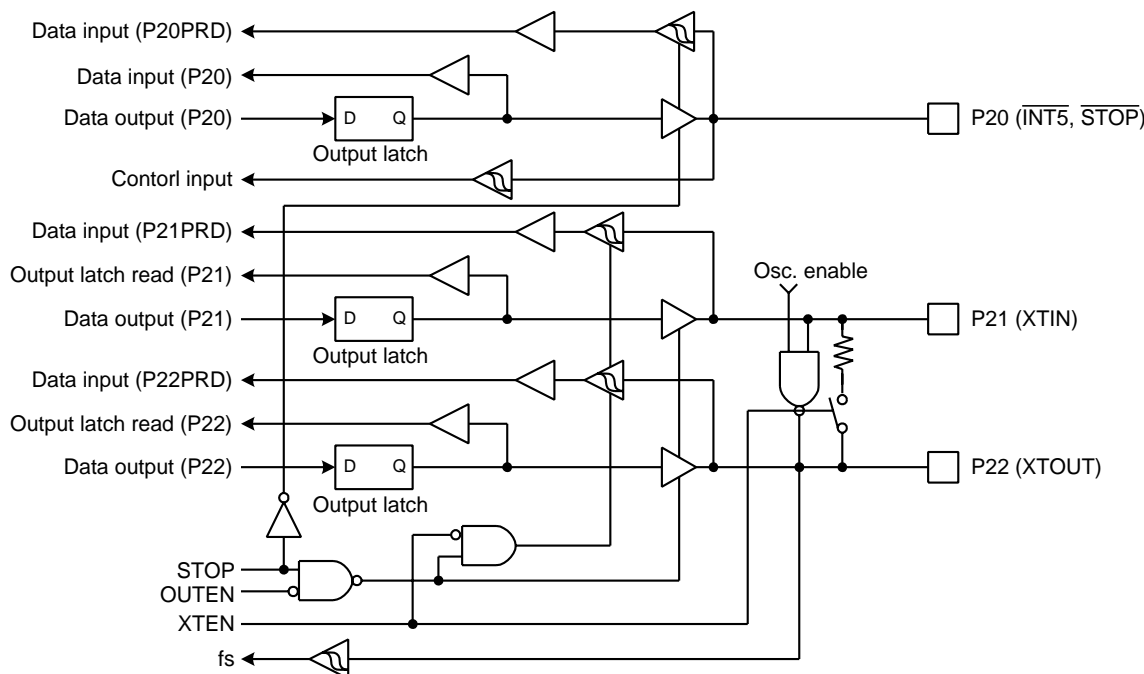 Data input (P20PRD)
Data input (P20)
Data output (P20)
D Q
Output latch
P20 (INT5, STOP)
Contorl input
Data input (P21PRD)
Output latch read (P21)
Osc. enable
Data output (P21)
D Q
Output latch
P21 (XTIN)
Data input (P22PRD)
Output latch read (P22)
Data output (P22)
D Q
Output latch
P22 (XTOUT)
STOP
OUTEN
XTEN
fs